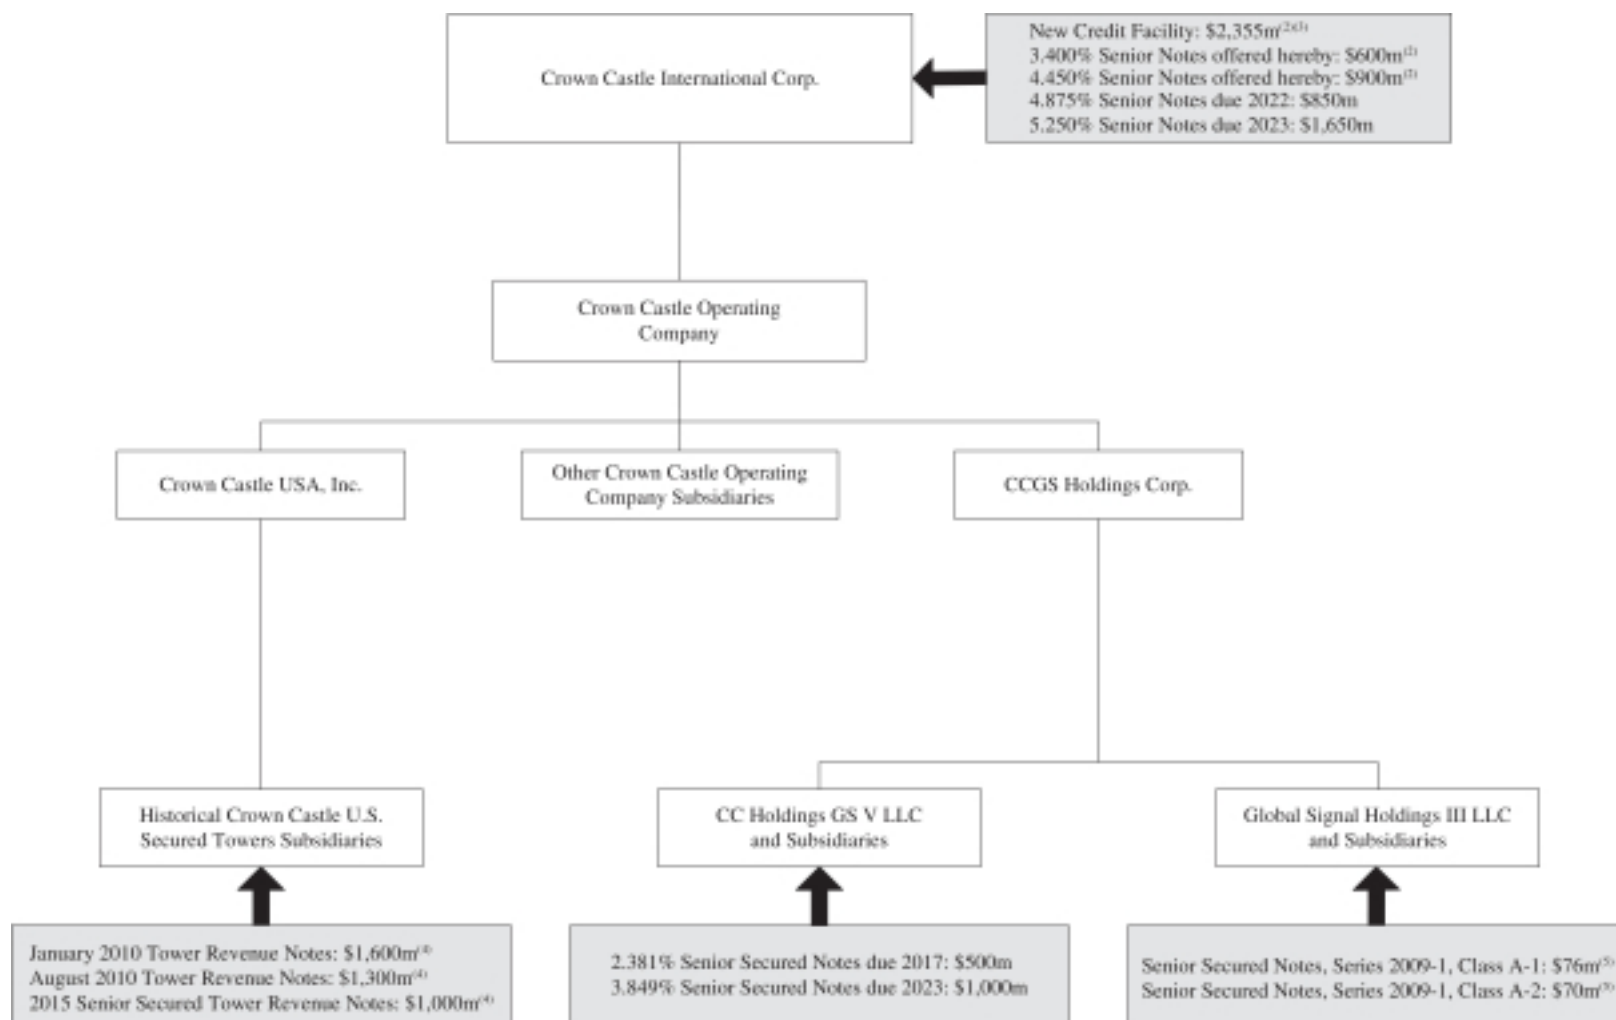 Crown Castle International Corp.
New Credit Facility: $2,355m(2)(3)
3.400% Senior Notes offered hereby: $600m(2)
4.450% Senior Notes offered hereby: $900m(2)
4.875% Senior Notes due 2022: $850m
5.250% Senior Notes due 2023: $1,650m
Crown Castle Operating
Company
Crown Castle USA, Inc.
Other Crown Castle Operating
Company Subsidiaries
CCGS Holdings Corp.
Historical Crown Castle U.S.
Secured Towers Subsidiaries
CC Holdings GS V LLC
and Subsidiaries
Global Signal Holdings III LLC
and Subsidiaries
January 2010 Tower Revenue Notes: $1,600m(4)
August 2010 Tower Revenue Notes: $1,300m(4)
2015 Senior Secured Tower Revenue Notes: $1,000m(4)
2.381% Senior Secured Notes due 2017: $500m
3.849% Senior Secured Notes due 2023: $1,000m
Senior Secured Notes, Series 2009-1, Class A-1: $76m(5)
Senior Secured Notes, Series 2009-1, Class A-2: $70m(5)